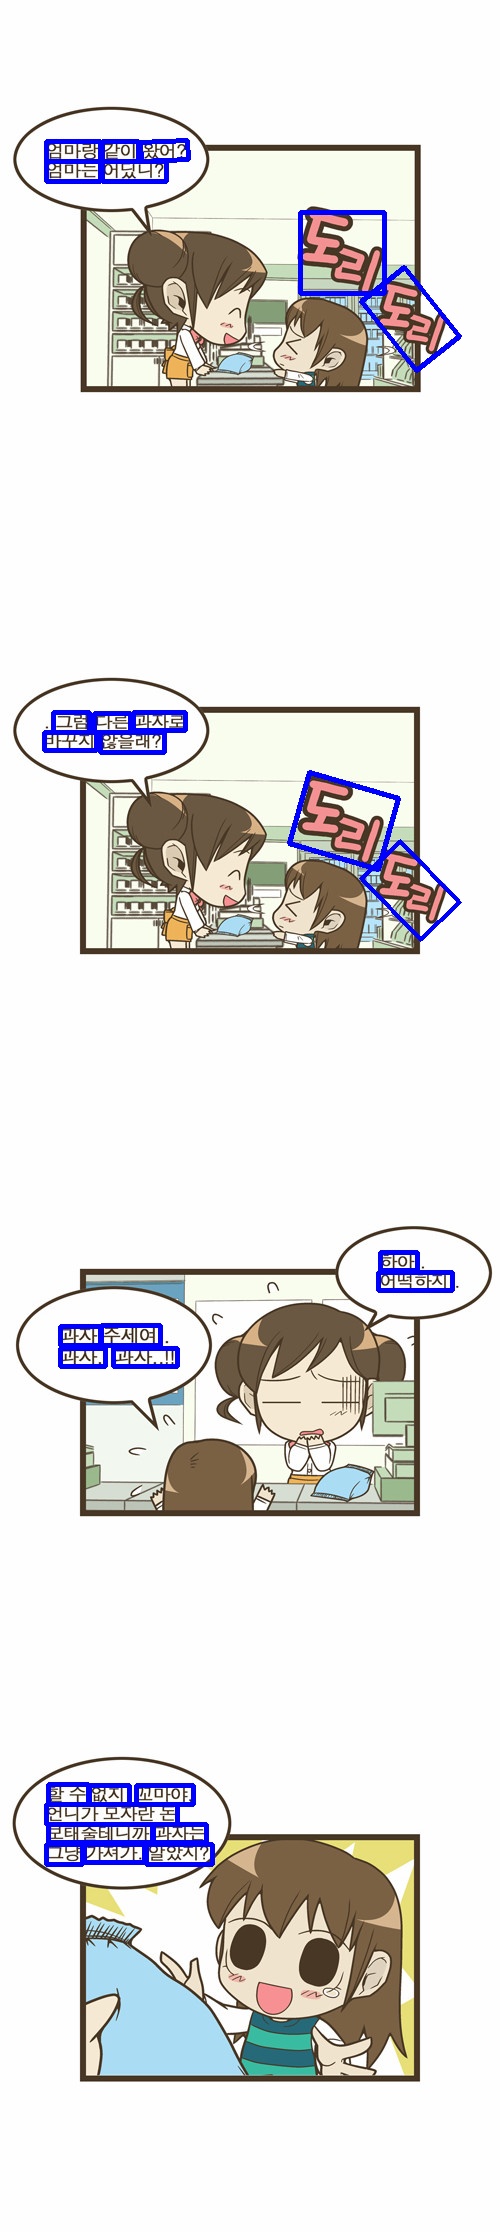 엄마랑 같이 왔어?
엄마는 어딨니?
도리
도리
. 그럼 다른 과자로
바꾸지 않을래?
도리
도리
하아 .
어떡하지 .
과자 주세여 .
과자. 과자..!!
할 수 없지 꼬마야.
언니가 모자란 돈
보태줄테니까 과자는
그냥 가져가. 알았지?